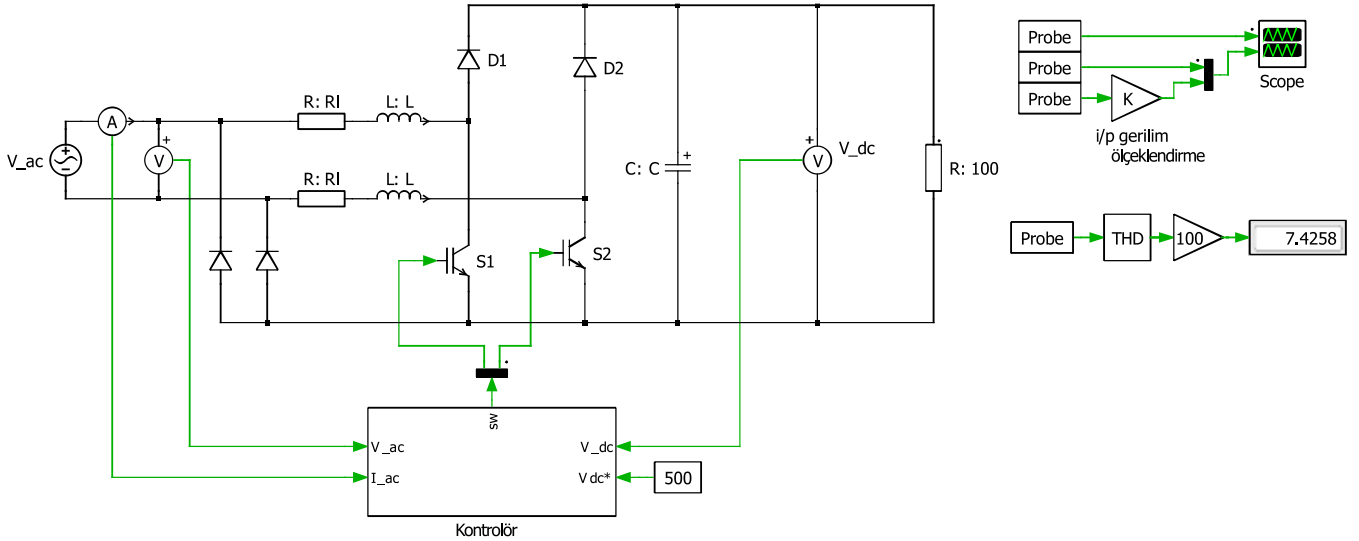 D1
D2
R: Rl
L: L
A
V_ac
V
R: Rl
L: L
C: C
V
V_dc
R: 100
S1
S2
sw
V_ac
V_dc
I_ac
Vdc*
500
Kontrolör
Probe
Probe
Probe
K
Scope
i/p gerilim
ölçeklendirme
Probe
THD
100
7.4258